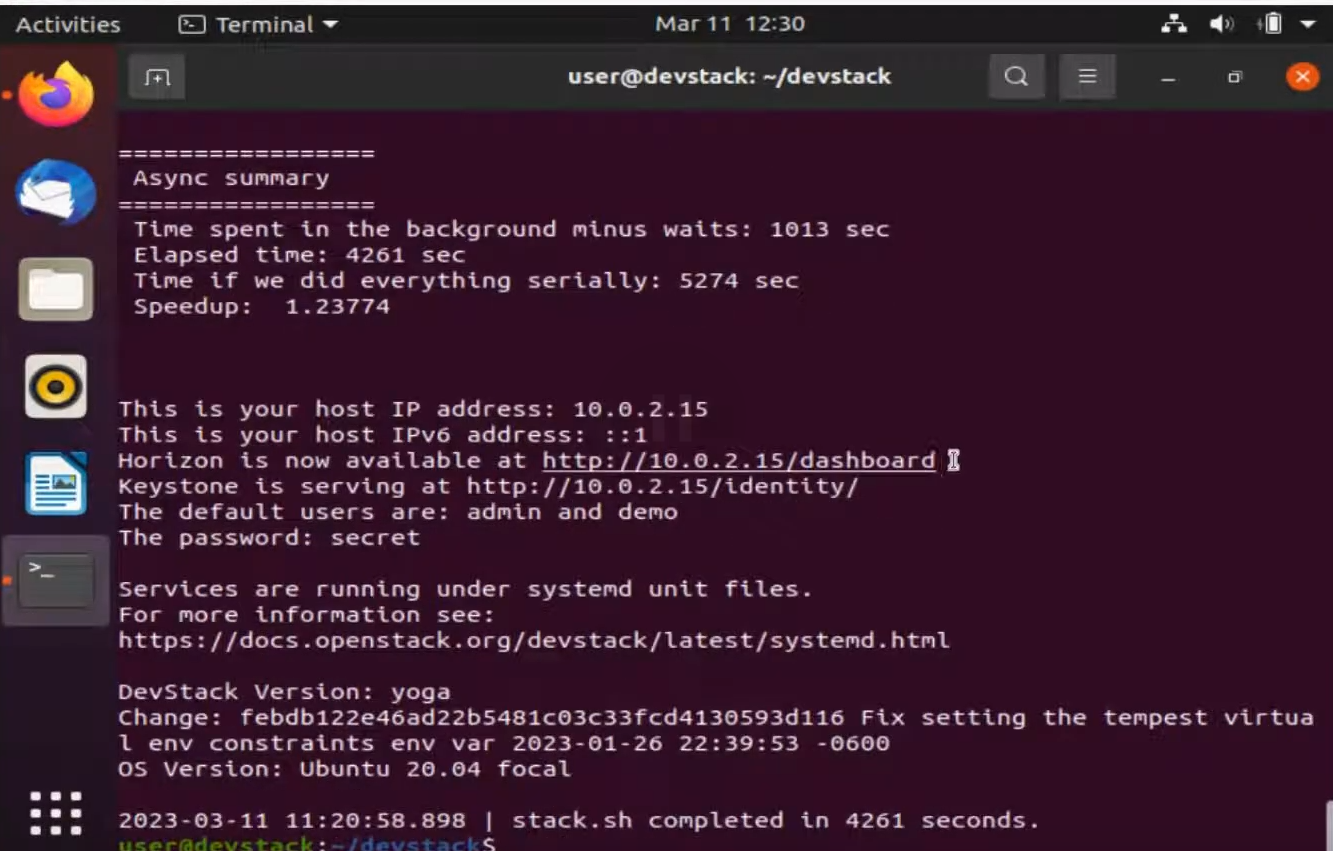 Activities
Terminal
Mar 11 12:30
user@devstack: ~/devstack
=================
Async summary
=================
Time spent in the background minus waits: 1013 sec
Elapsed time: 4261 sec
Time if we did everything serially: 5274 sec
Speedup:  1.23774
This is your host IP address: 10.0.2.15
This is your host IPv6 address: ::1
Horizon is now available at http://10.0.2.15/dashboard
Keystone is serving at http://10.0.2.15/identity/
The default users are: admin and demo
The password: secret
Services are running under systemd unit files.
For more information see:
https://docs.openstack.org/devstack/latest/systemd.html
DevStack Version: yoga
Change: febdb122e46ad22b5481c03c33fcd4130593d116 Fix setting the tempest virtua
l env constraints env var 2023-01-26 22:39:53 -0600
OS Version: Ubuntu 20.04 focal
2023-03-11 11:20:58.898 | stack.sh completed in 4261 seconds.
user@devstack:~/devstack$